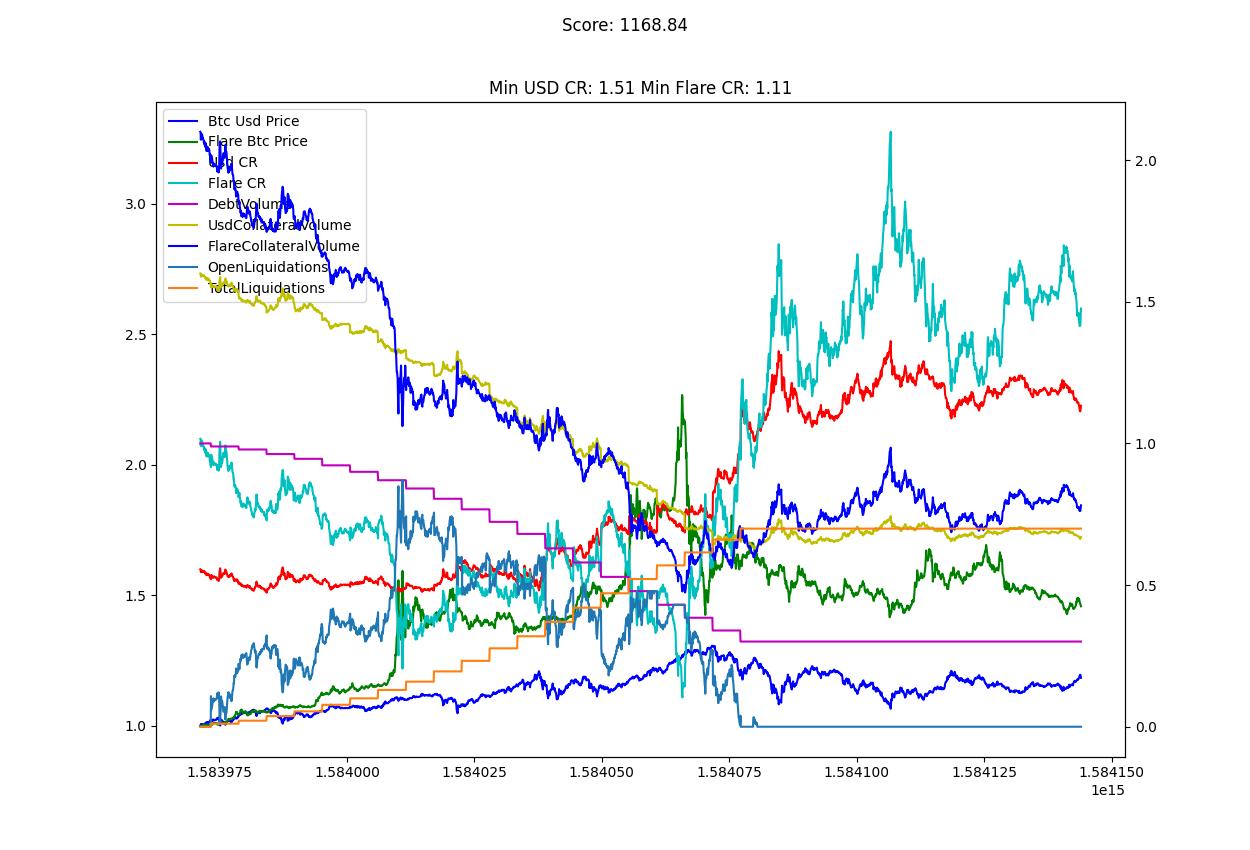 Score: 1168.84
Min USD CR: 1.51 Min Flare CR: 1.11
Btc Usd Price
Flare Btc Price
Usd CR
Flare CR
DebtVolume
UsdCollateralVolume
FlareCollateralVolume
OpenLiquidations
TotalLiquidations
3.0
2.5
2.0
1.5
1.0
2.0
1.5
1.0
0.5
0.0
1.583975 1.584000 1.584025 1.584050 1.584075 1.584100 1.584125 1.584150
1e15